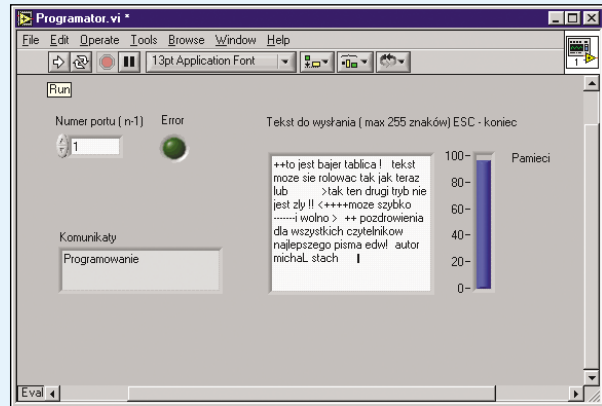 Programator.vi *
File Edit Operate Tools Browse Window Help
13pt Application Font
1
Run
Numer portu ( n-1)
Error
Tekst do wysłania ( max 255 znaków) ESC - koniec
1
++to jest bajer tablica ! tekst
moze sie rolowac tak jak teraz
lub >tak ten drugi tryb nie
jest zly !! <++++moze szybko
------i wolno > ++ pozdrowienia
dla wszystkich czytelnikow
najlepszego pisma edw! autor
michaL stach
100-
80-
60-
40-
20-
0-
Pamieci
Komunikaty
Programowanie
Eval